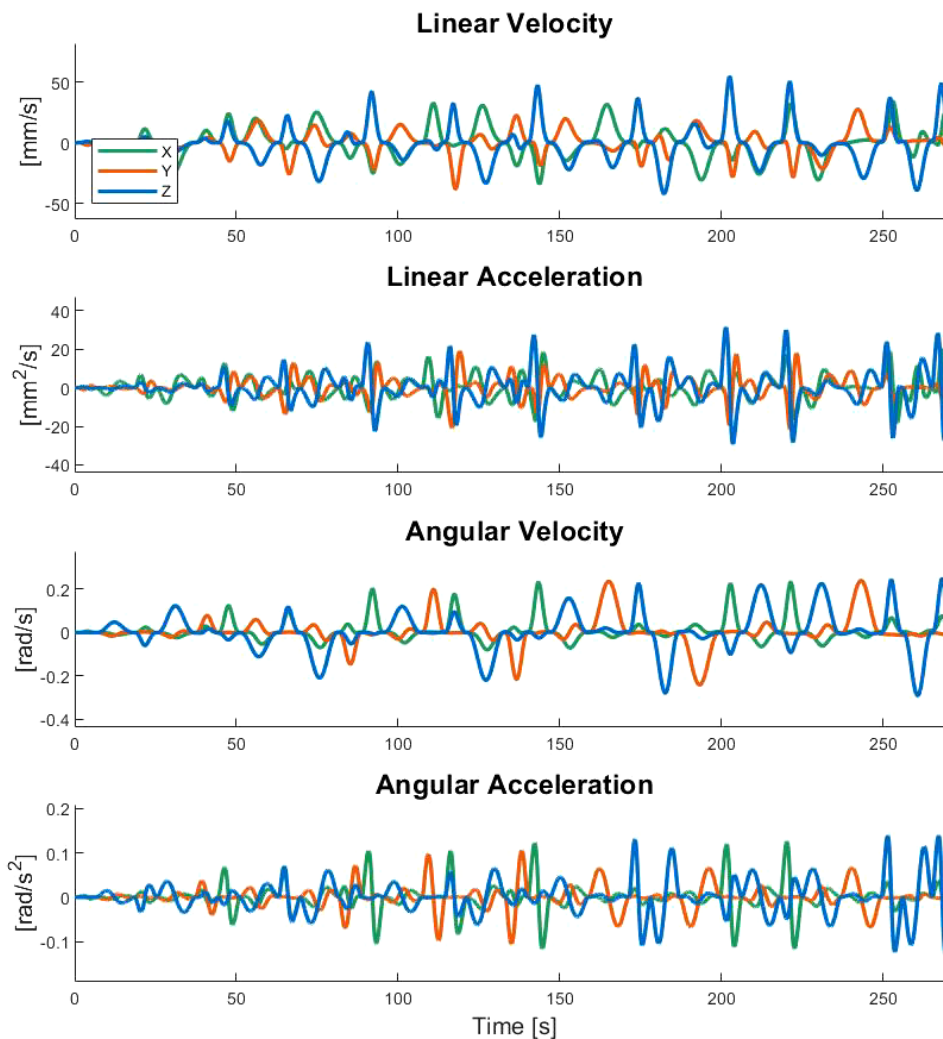 Linear Velocity
[mm/s]
50
0
-50
X
Y
Z
0 50 100 150 200 250
Linear Acceleration
[mm²/s]
40
20
0
-20
-40
0 50 100 150 200 250
Angular Velocity
[rad/s]
0.2
0
-0.2
-0.4
0 50 100 150 200 250
Angular Acceleration
[rad/s²]
0.2
0.1
0
-0.1
0 50 100 150 200 250
Time [s]